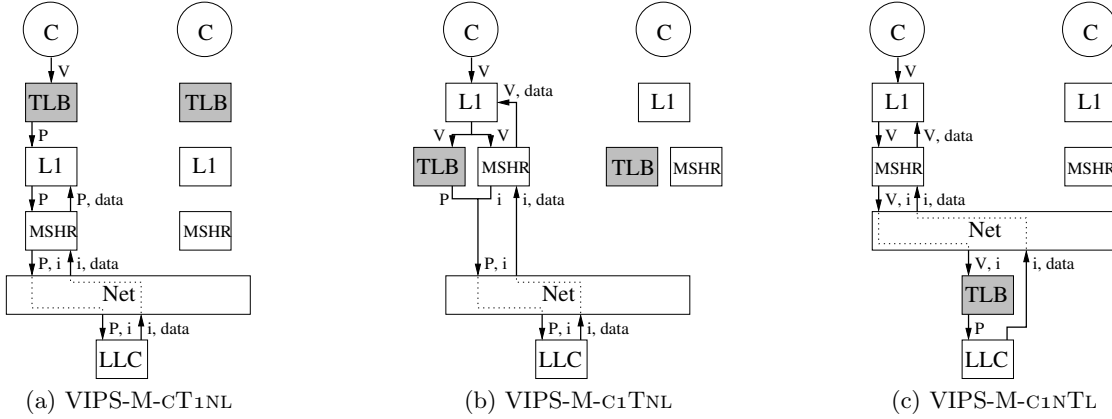 C C C C C C
V V V
TLB TLB L1 V, data L1 L1 L1
P V V V V, data
L1 L1 TLB MSHR TLB MSHR MSHR MSHR
P P, data P i i, data V, i i, data
MSHR MSHR Net
P, i i, data P, i V, i i, data
Net Net TLB
P, i i, data P, i i, data P
LLC LLC LLC
(a) VIPS-M-cT1NL (b) VIPS-M-c1TNL (c) VIPS-M-c1NTL